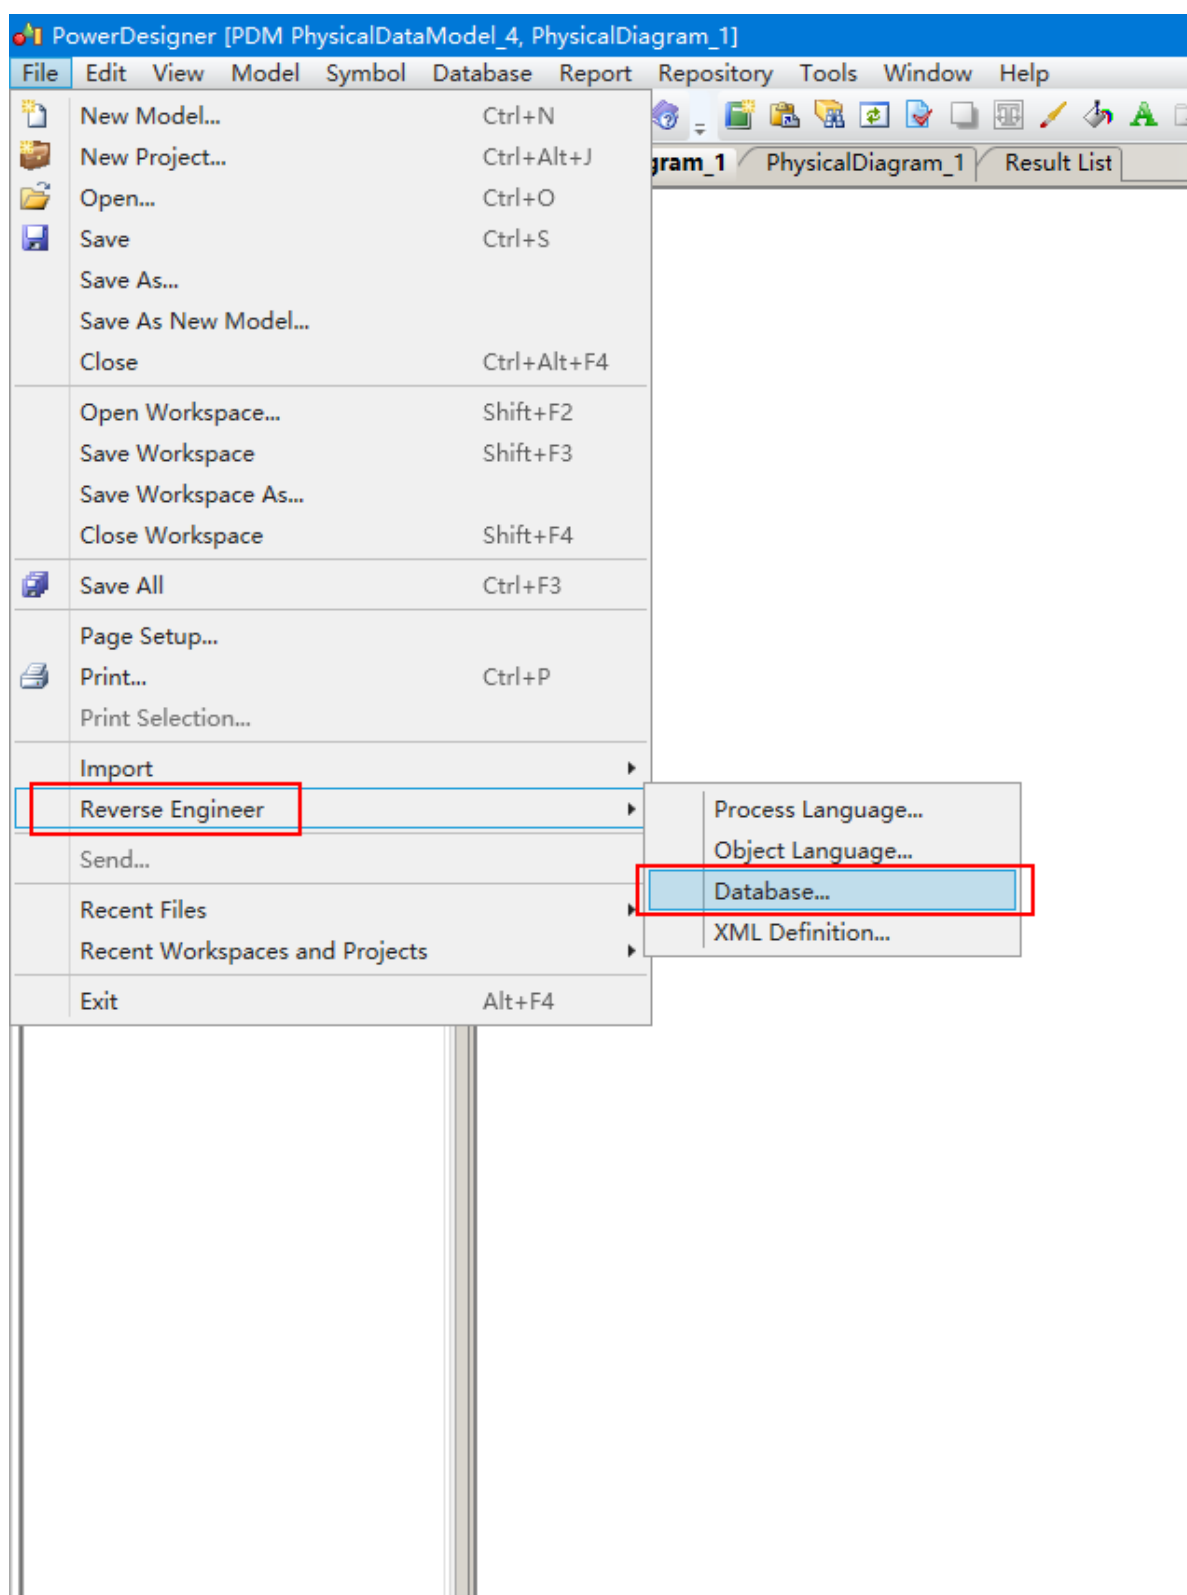 PowerDesigner [PDM PhysicalDataModel_4, PhysicalDiagram_1]
File Edit View Model Symbol Database Report Repository Tools Window Help
gram_1 PhysicalDiagram_1 Result List
New Model... Ctrl+N
New Project... Ctrl+Alt+J
Open... Ctrl+O
Save Ctrl+S
Save As...
Save As New Model...
Close Ctrl+Alt+F4
Open Workspace... Shift+F2
Save Workspace Shift+F3
Save Workspace As...
Close Workspace Shift+F4
Save All Ctrl+F3
Page Setup...
Print... Ctrl+P
Print Selection...
Import
Reverse Engineer
Send...
Recent Files
Recent Workspaces and Projects
Exit Alt+F4
Process Language...
Object Language...
Database...
XML Definition...